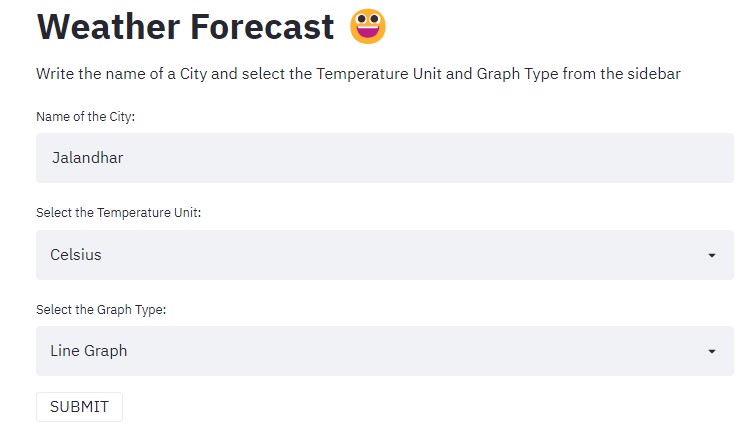 Weather Forecast 😃
Write the name of a City and select the Temperature Unit and Graph Type from the sidebar
Name of the City:
Jalandhar
Select the Temperature Unit:
Celsius
Select the Graph Type:
Line Graph
SUBMIT